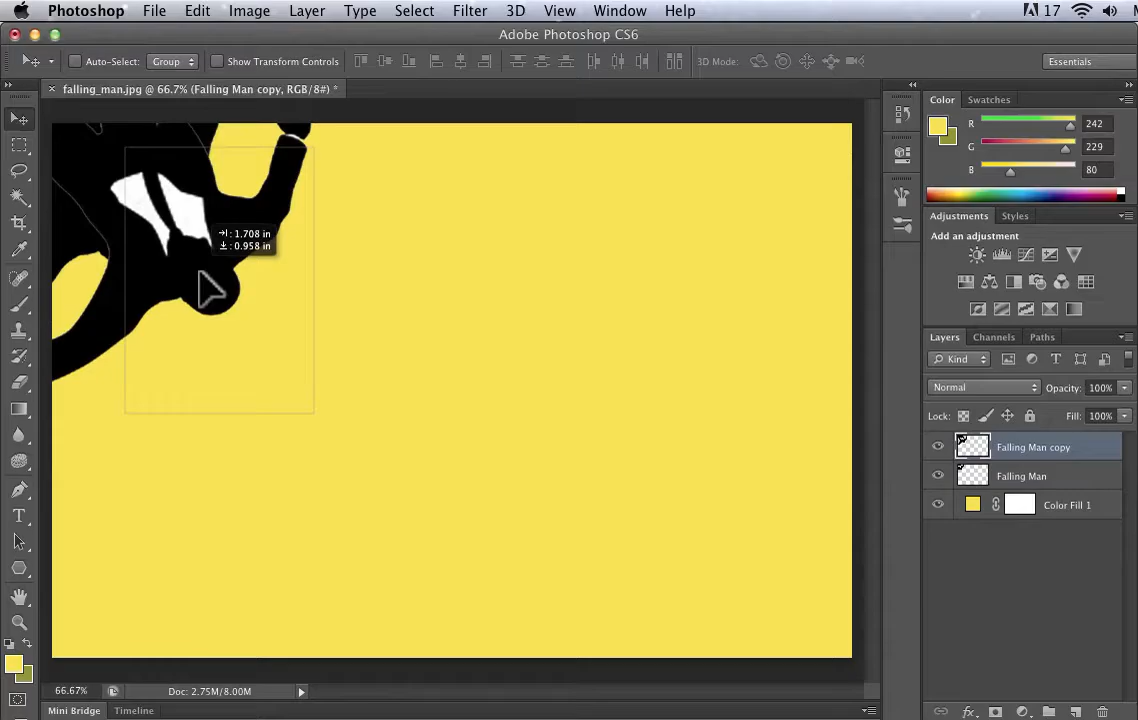 Photoshop File Edit Image Layer Type Select Filter 3D View Window Help 17
Adobe Photoshop CS6
Auto-Select: Group Show Transform Controls 3D Mode: Essentials
× falling_man.jpg @ 66.7% (Falling Man copy, RGB/8#) *
Color Swatches
R 242
G 229
B 80
Adjustments Styles
Add an adjustment
: 1.708 in
: 0.958 in
Layers Channels Paths
Kind
Normal Opacity: 100%
Lock: Fill: 100%
Falling Man copy
Falling Man
Color Fill 1
66.67% Doc: 2.75M/8.00M
Mini Bridge Timeline